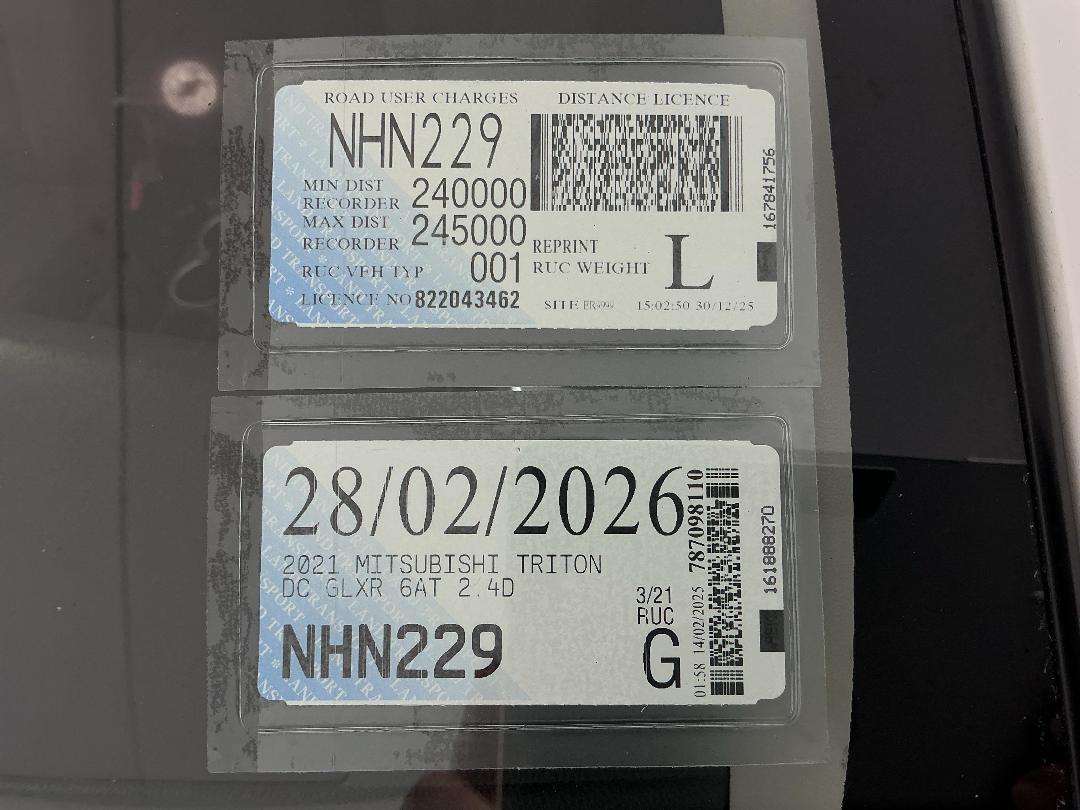 ROAD USER CHARGES DISTANCE LICENCE
NHN229
MIN DIST
RECORDER 240000
MAX DIST
RECORDER 245000
RUC VEH TYP 001
LICENCE NO 822043462
REPRINT
RUC WEIGHT L
SITE 15:02:50 30/12/25
167841756
28/02/2026
2021 MITSUBISHI TRITON
DC GLXR 6AT 2.4D
NHN229
3/21
RUC
G
01:58 14/02/2025 787098110
161888270